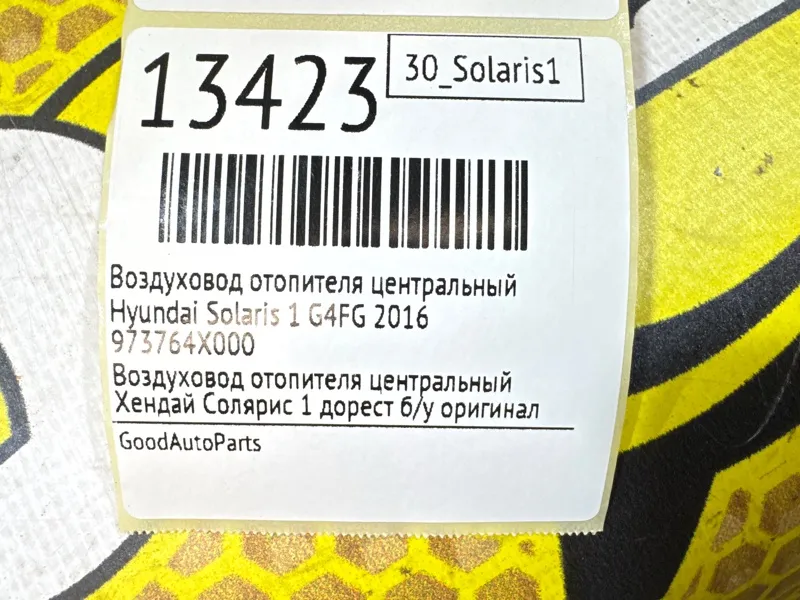 13423
30_Solaris1
Воздуховод отопителя центральный
Hyundai Solaris 1 G4FG 2016
973764X000
Воздуховод отопителя центральный
Хендай Солярис 1 дорест б/у оригинал
GoodAutoParts